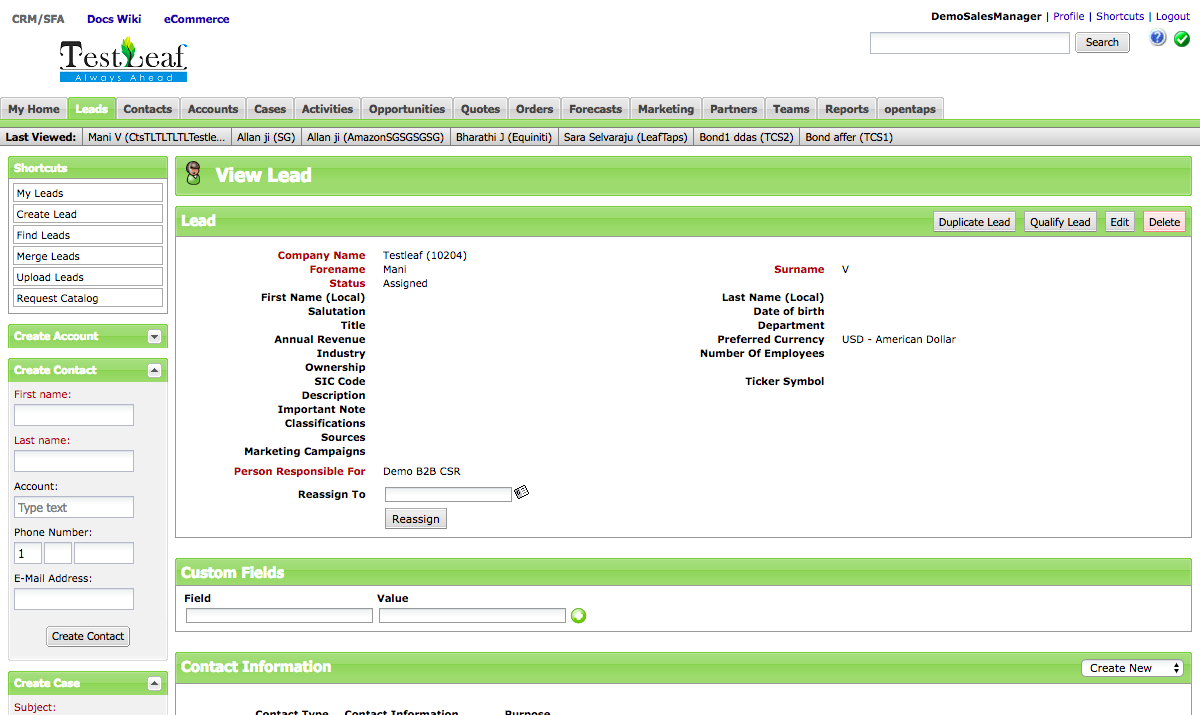 CRM/SFA Docs Wiki eCommerce
DemoSalesManager | Profile | Shortcuts | Logout
TestLeaf
Always Ahead
Search
My Home Leads Contacts Accounts Cases Activities Opportunities Quotes Orders Forecasts Marketing Partners Teams Reports opentaps
Last Viewed: Mani V (CtsTLTLTLTLTestle... Allan ji (SG) Allan ji (AmazonSGSGSGSG) Bharathi J (Equiniti) Sara Selvaraju (LeafTaps) Bond1 ddas (TCS2) Bond affer (TCS1)
Shortcuts
My Leads
Create Lead
Find Leads
Merge Leads
Upload Leads
Request Catalog
Create Account
Create Contact
First name:
Last name:
Account:
Type text
Phone Number:
1
E-Mail Address:
Create Contact
Create Case
Subject:
View Lead
Lead Duplicate Lead Qualify Lead Edit Delete
Company Name Testleaf (10204)
Forename Mani Surname V
Status Assigned
First Name (Local) Last Name (Local)
Salutation Date of birth
Title Department
Annual Revenue Preferred Currency USD - American Dollar
Industry Number Of Employees
Ownership
SIC Code Ticker Symbol
Description
Important Note
Classifications
Sources
Marketing Campaigns
Person Responsible For Demo B2B CSR
Reassign To
Reassign
Custom Fields
Field Value
Contact Information Create New
Contact Type Contact Information Purpose